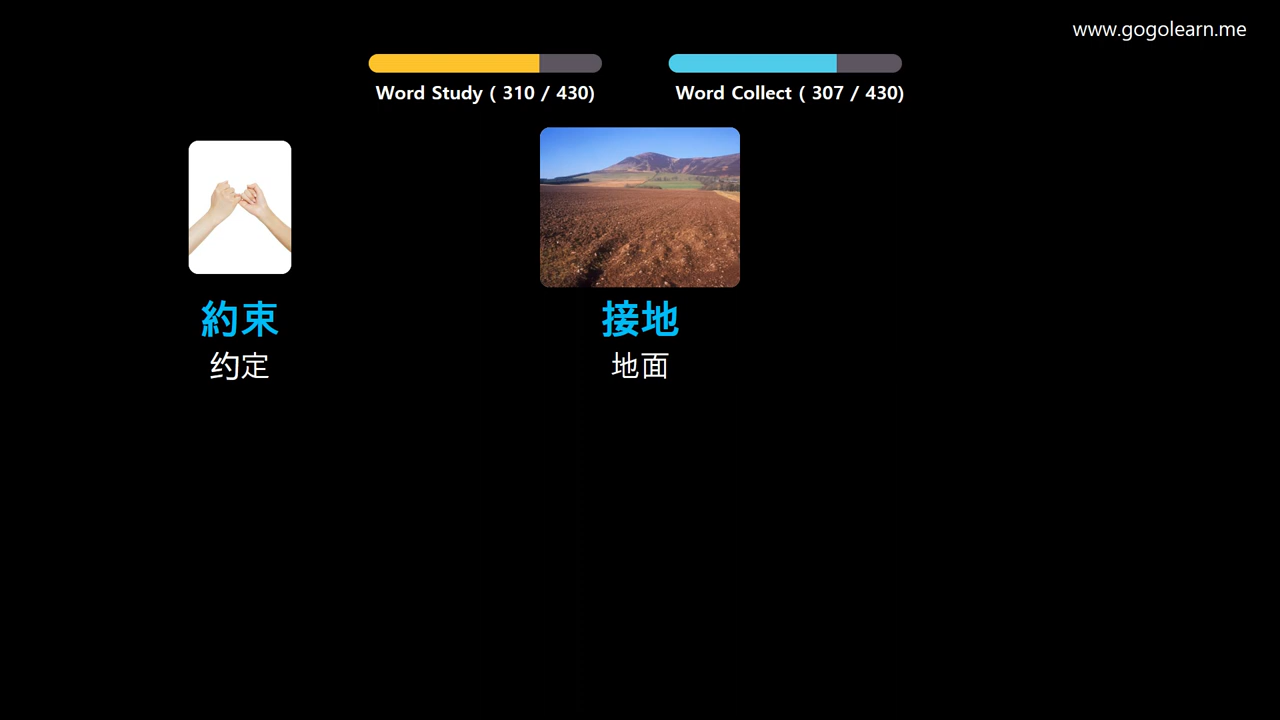 www.gogolearn.me
Word Study ( 310 / 430)
Word Collect ( 307 / 430)
約束
约定
接地
地面